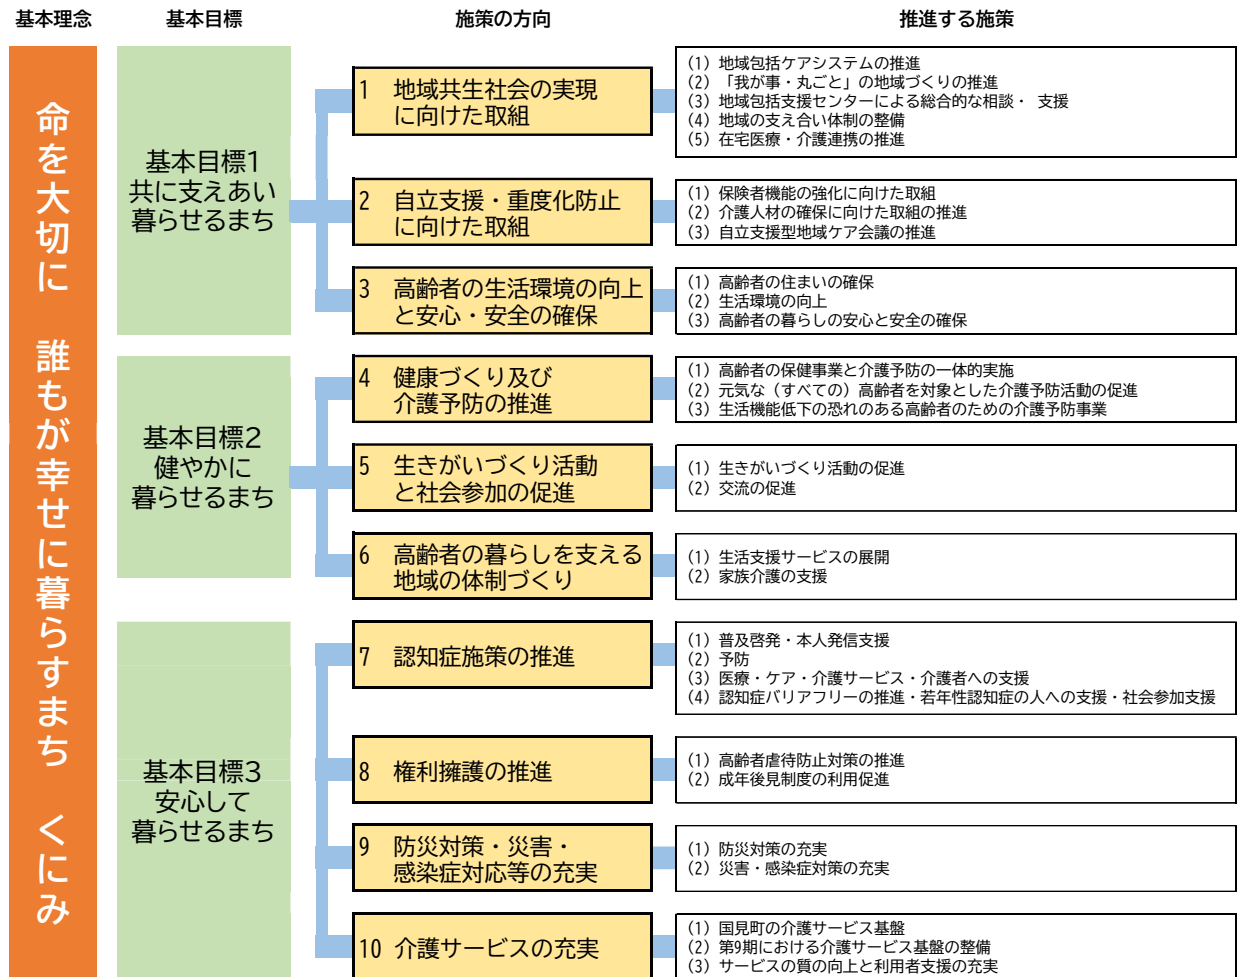 基本理念
基本目標
施策の方向
推進する施策
命を大切に　誰もが幸せに暮らすまち　くにみ
基本目標1
共に支えあい
暮らせるまち
1 地域共生社会の実現
に向けた取組
(1) 地域包括ケアシステムの推進
(2) 「我が事・丸ごと」の地域づくりの推進
(3) 地域包括支援センターによる総合的な相談・ 支援
(4) 地域の支え合い体制の整備
(5) 在宅医療・介護連携の推進
2 自立支援・重度化防止
に向けた取組
(1) 保険者機能の強化に向けた取組
(2) 介護人材の確保に向けた取組の推進
(3) 自立支援型地域ケア会議の推進
3 高齢者の生活環境の向上
と安心・安全の確保
(1) 高齢者の住まいの確保
(2) 生活環境の向上
(3) 高齢者の暮らしの安心と安全の確保
基本目標2
健やかに
暮らせるまち
4 健康づくり及び
介護予防の推進
(1) 高齢者の保健事業と介護予防の一体的実施
(2) 元気な（すべての）高齢者を対象とした介護予防活動の促進
(3) 生活機能低下の恐れのある高齢者のための介護予防事業
5 生きがいづくり活動
と社会参加の促進
(1) 生きがいづくり活動の促進
(2) 交流の促進
6 高齢者の暮らしを支える
地域の体制づくり
(1) 生活支援サービスの展開
(2) 家族介護の支援
基本目標3
安心して
暮らせるまち
7 認知症施策の推進
(1) 普及啓発・本人発信支援
(2) 予防
(3) 医療・ケア・介護サービス・介護者への支援
(4) 認知症バリアフリーの推進・若年性認知症の人への支援・社会参加支援
8 権利擁護の推進
(1) 高齢者虐待防止対策の推進
(2) 成年後見制度の利用促進
9 防災対策・災害・
感染症対応等の充実
(1) 防災対策の充実
(2) 災害・感染症対策の充実
10 介護サービスの充実
(1) 国見町の介護サービス基盤
(2) 第9期における介護サービス基盤の整備
(3) サービスの質の向上と利用者支援の充実